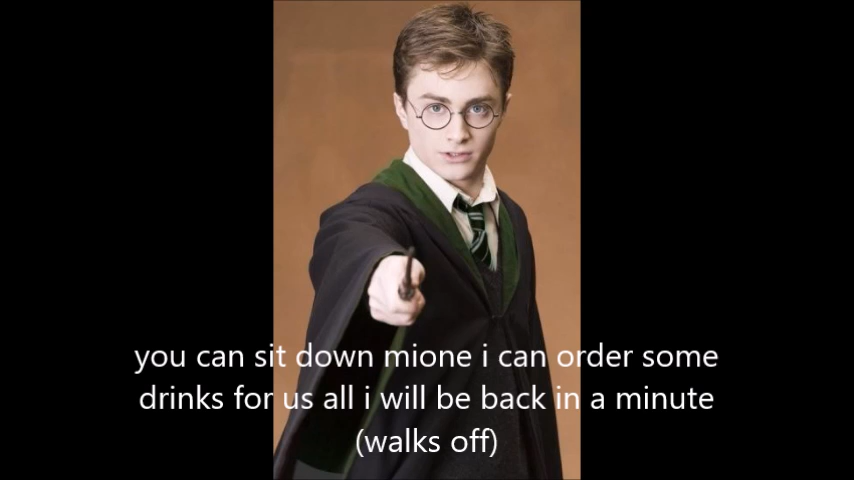 you can sit down mione i can order some
drinks for us all i will be back in a minute
(walks off)